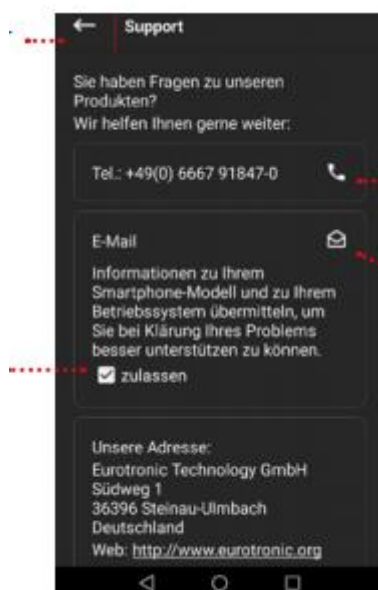 Support
Sie haben Fragen zu unseren
Produkten?
Wir helfen Ihnen gerne weiter:
Tel.: +49(0) 6667 91847-0
E-Mail
Informationen zu Ihrem
Smartphone-Modell und zu Ihrem
Betriebssystem übermitteln, um
Sie bei Klärung Ihres Problems
besser unterstützen zu können.
zulassen
Unsere Adresse:
Eurotronic Technology GmbH
Südweg 1
36396 Steinau-Ulmbach
Deutschland
Web: http://www.eurotronic.org